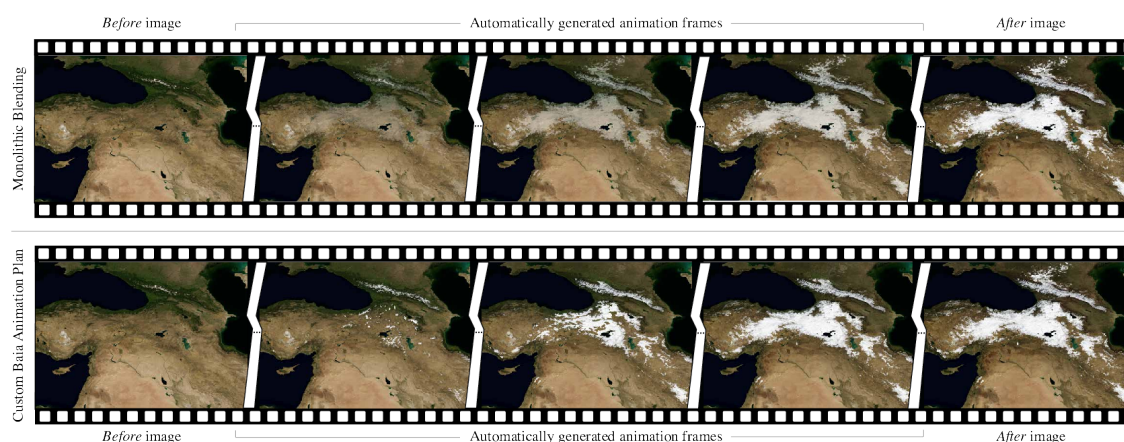 Before image Automatically generated animation frames After image
Monolithic Blending
Custom Baia Animation Plan
Before image Automatically generated animation frames After image